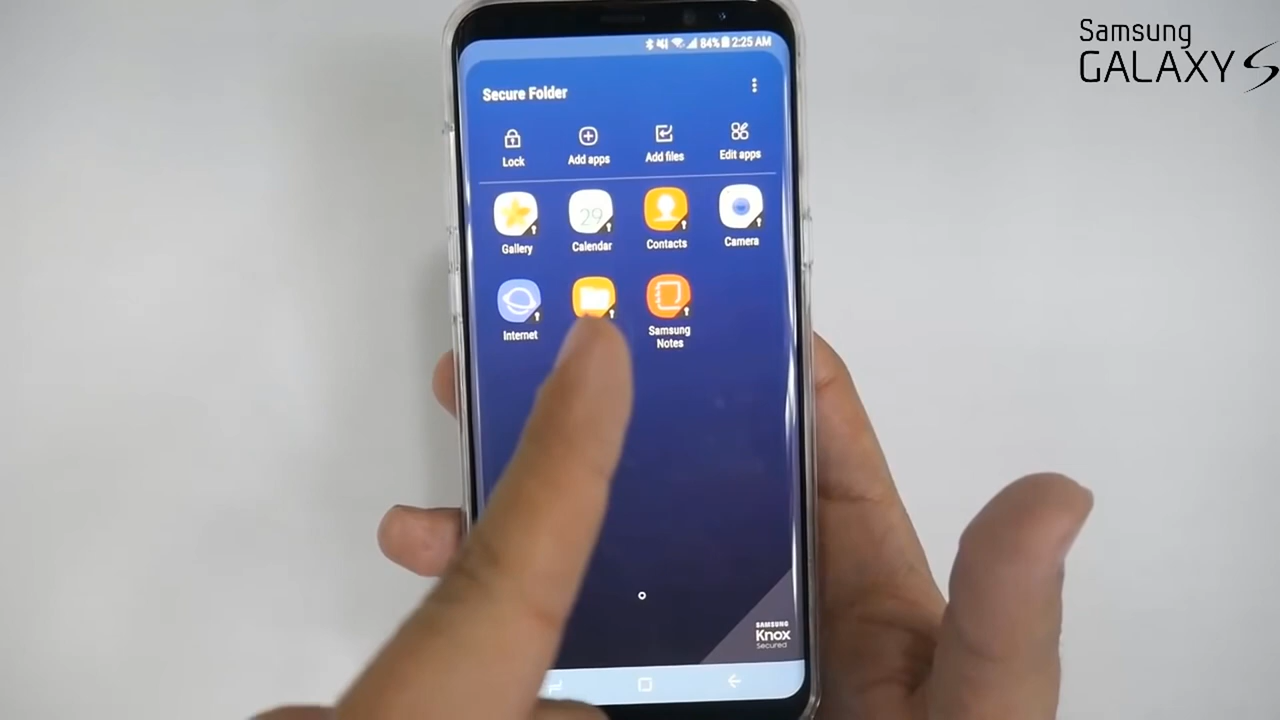 Samsung
GALAXY S
84% 2:25 AM
Secure Folder
Lock
Add apps
Add files
Edit apps
Gallery
29
Calendar
Contacts
Camera
Internet
Samsung
Notes
SAMSUNG
Knox
Secured